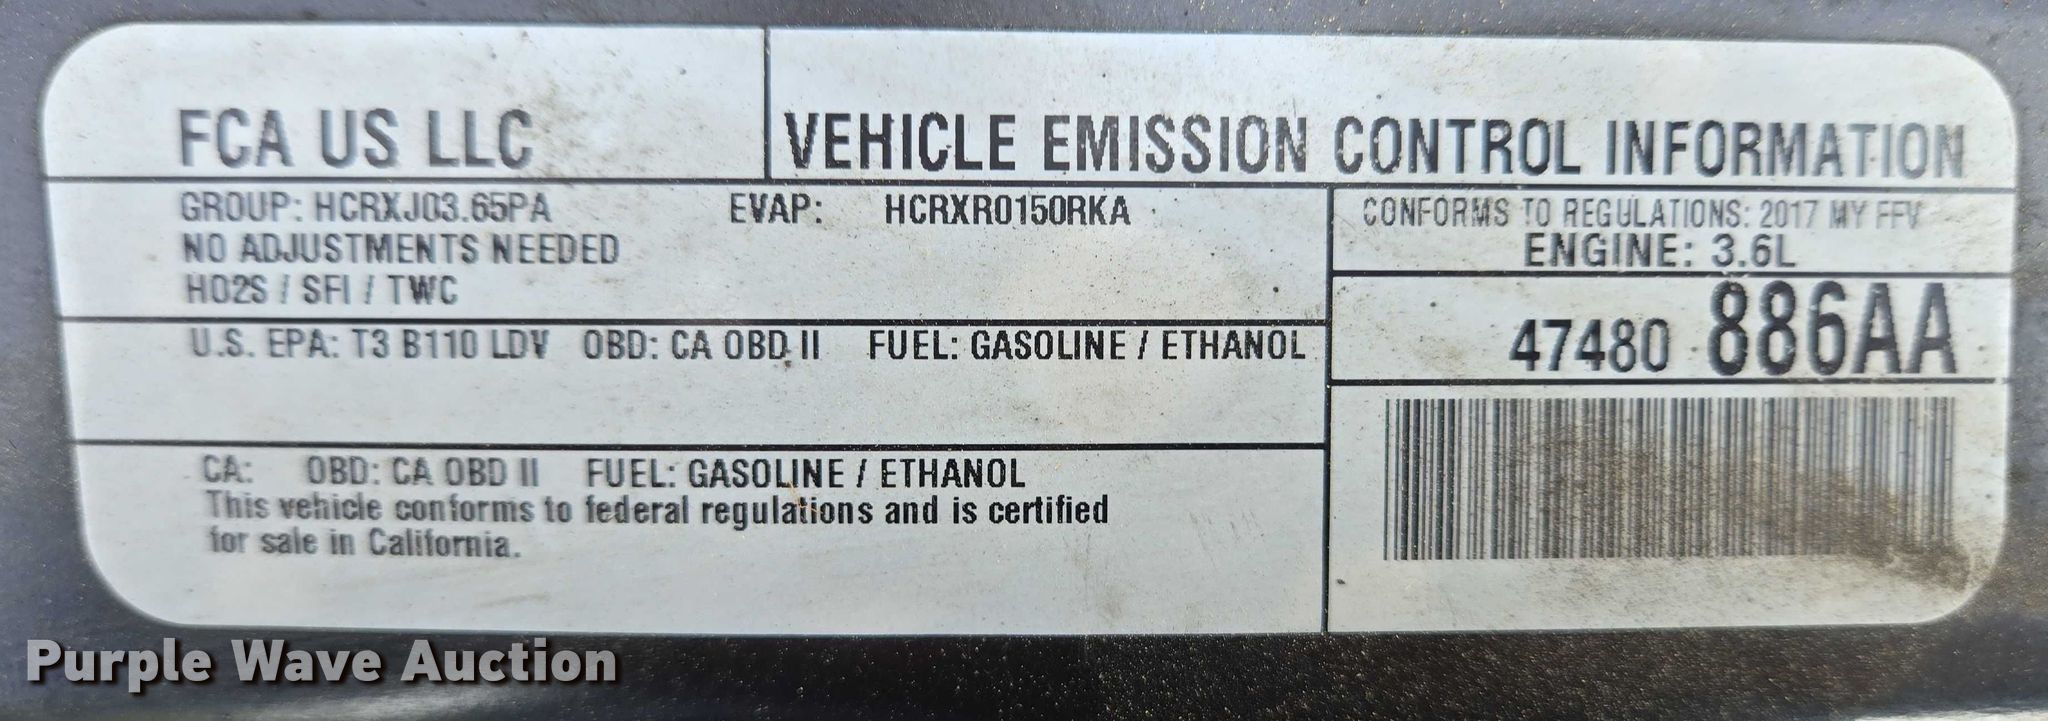 FCA US LLC
VEHICLE EMISSION CONTROL INFORMATION
GROUP: HCRXJ03.65PA EVAP: HCRXR0150RKA
NO ADJUSTMENTS NEEDED
HO2S / SFI / TWC
CONFORMS TO REGULATIONS: 2017 MY FFV
ENGINE: 3.6L
47480 886AA
U.S. EPA: T3 B110 LDV OBD: CA OBD II FUEL: GASOLINE / ETHANOL
CA: OBD: CA OBD II FUEL: GASOLINE / ETHANOL
This vehicle conforms to federal regulations and is certified
for sale in California.
Purple Wave Auction